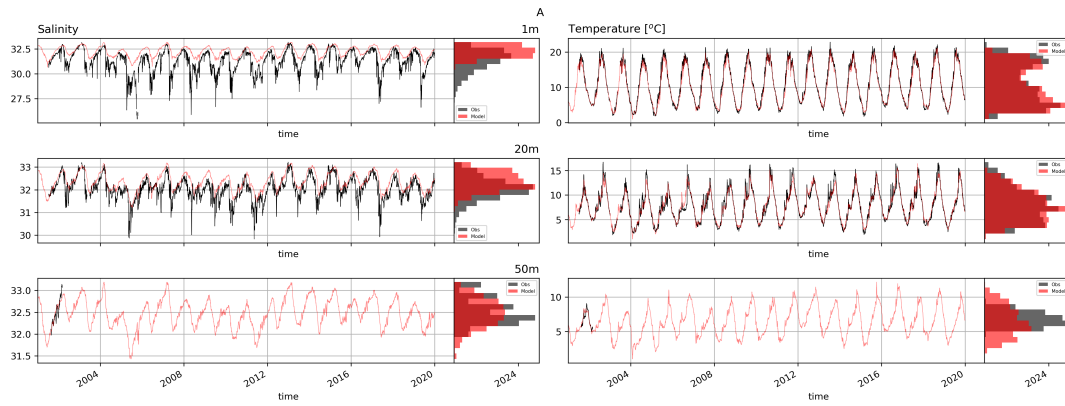 A
Salinity 1m
Temperature [°C]
32.5
30.0
27.5
Obs
Model
time
20
10
0
Obs
Model
time
20m
33
32
31
30
Obs
Model
time
15
10
5
Obs
Model
time
50m
33.0
32.5
32.0
31.5
Obs
Model
2004 2008 2012 2016 2020 2024
time
10
5
Obs
Model
2004 2008 2012 2016 2020 2024
time